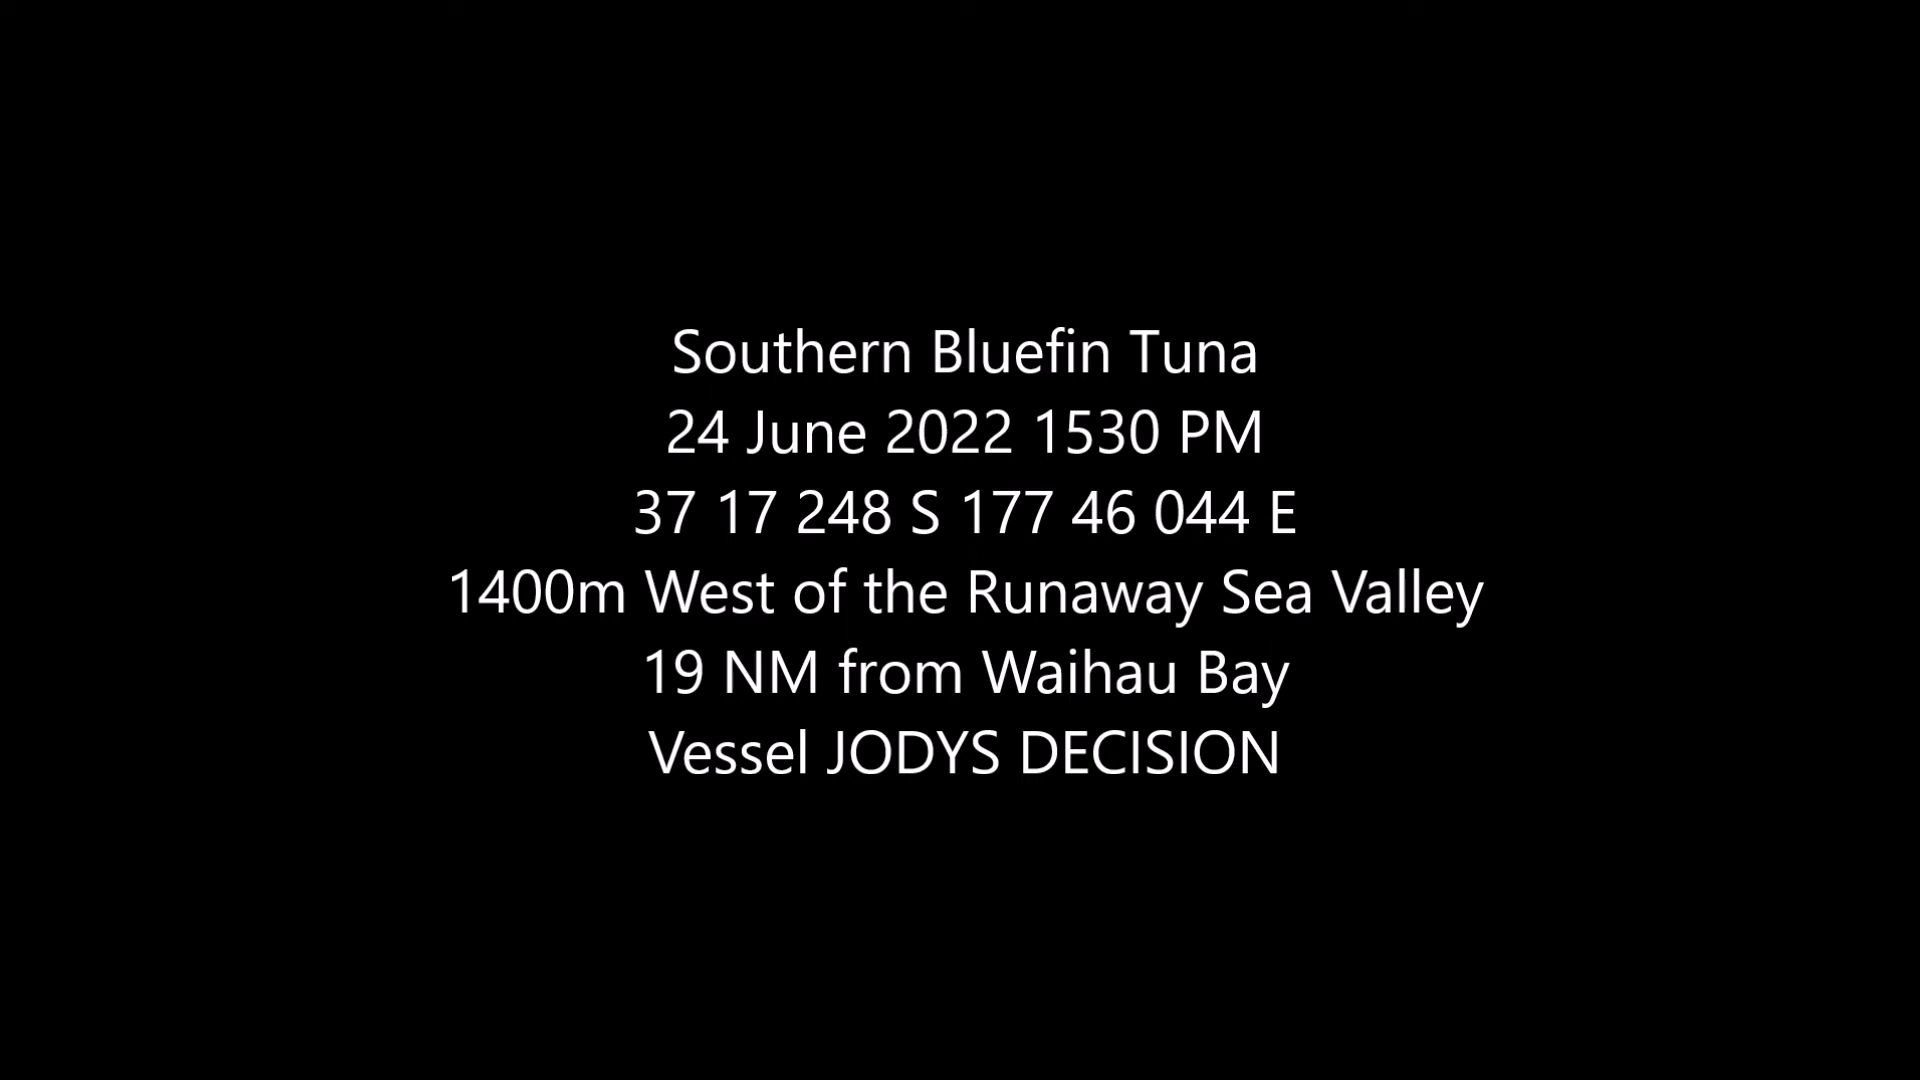 Southern Bluefin Tuna
24 June 2022 1530 PM
37 17 248 S 177 46 044 E
1400m West of the Runaway Sea Valley
19 NM from Waihau Bay
Vessel JODYS DECISION